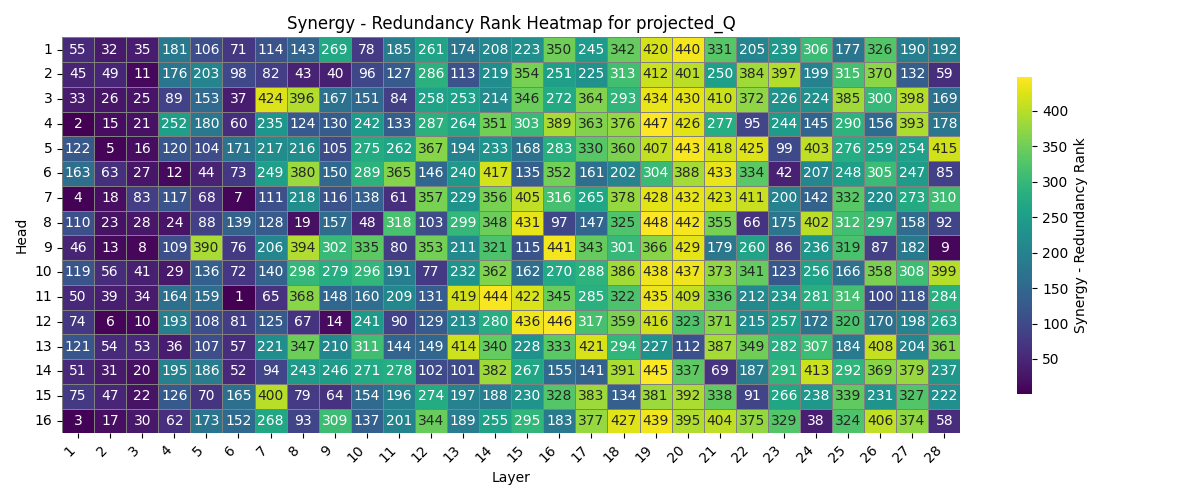 Synergy - Redundancy Rank Heatmap for projected_Q
1 55 32 35 181 106 71 114 143 269 78 185 261 174 208 223 350 245 342 420 440 331 205 239 306 177 326 190 192
2 45 49 11 176 203 98 82 43 40 96 127 286 113 219 354 251 225 313 412 401 250 384 397 199 315 370 132 59
3 33 26 25 89 153 37 424 396 167 151 84 258 253 214 346 272 364 293 434 430 410 372 226 224 385 300 398 169
4 2 15 21 252 180 60 235 124 130 242 133 287 264 351 303 389 363 376 447 426 277 95 244 145 290 156 393 178
5 122 5 16 120 104 171 217 216 105 275 262 367 194 233 168 283 330 360 407 443 418 425 99 403 276 259 254 415
6 163 63 27 12 44 73 249 380 150 289 365 146 240 417 135 352 161 202 304 388 433 334 42 207 248 305 247 85
7 4 18 83 117 68 7 111 218 116 138 61 357 229 356 405 316 265 378 428 432 423 411 200 142 332 220 273 310
8 110 23 28 24 88 139 128 19 157 48 318 103 299 348 431 97 147 325 448 442 355 66 175 402 312 297 158 92
9 46 13 8 109 390 76 206 394 302 335 80 353 211 321 115 441 343 301 366 429 179 260 86 236 319 87 182 9
10 119 56 41 29 136 72 140 298 279 296 191 77 232 362 162 270 288 386 438 437 373 341 123 256 166 358 308 399
11 50 39 34 164 159 1 65 368 148 160 209 131 419 444 422 345 285 322 435 409 336 212 234 281 314 100 118 284
12 74 6 10 193 108 81 125 67 14 241 90 129 213 280 436 446 317 359 416 323 371 215 257 172 320 170 198 263
13 121 54 53 36 107 57 221 347 210 311 144 149 414 340 228 333 421 294 227 112 387 349 282 307 184 408 204 361
14 51 31 20 195 186 52 94 243 246 271 278 102 101 382 267 155 141 391 445 337 69 187 291 413 292 369 379 237
15 75 47 22 126 70 165 400 79 64 154 196 274 197 188 230 328 383 134 381 392 338 91 266 238 339 231 327 222
16 3 17 30 62 173 152 268 93 309 137 201 344 189 255 295 183 377 427 439 395 404 375 329 38 324 406 374 58
1 2 3 4 5 6 7 8 9 10 11 12 13 14 15 16 17 18 19 20 21 22 23 24 25 26 27 28
Layer
Head
400
350
300
250
200
150
100
50
Synergy - Redundancy Rank